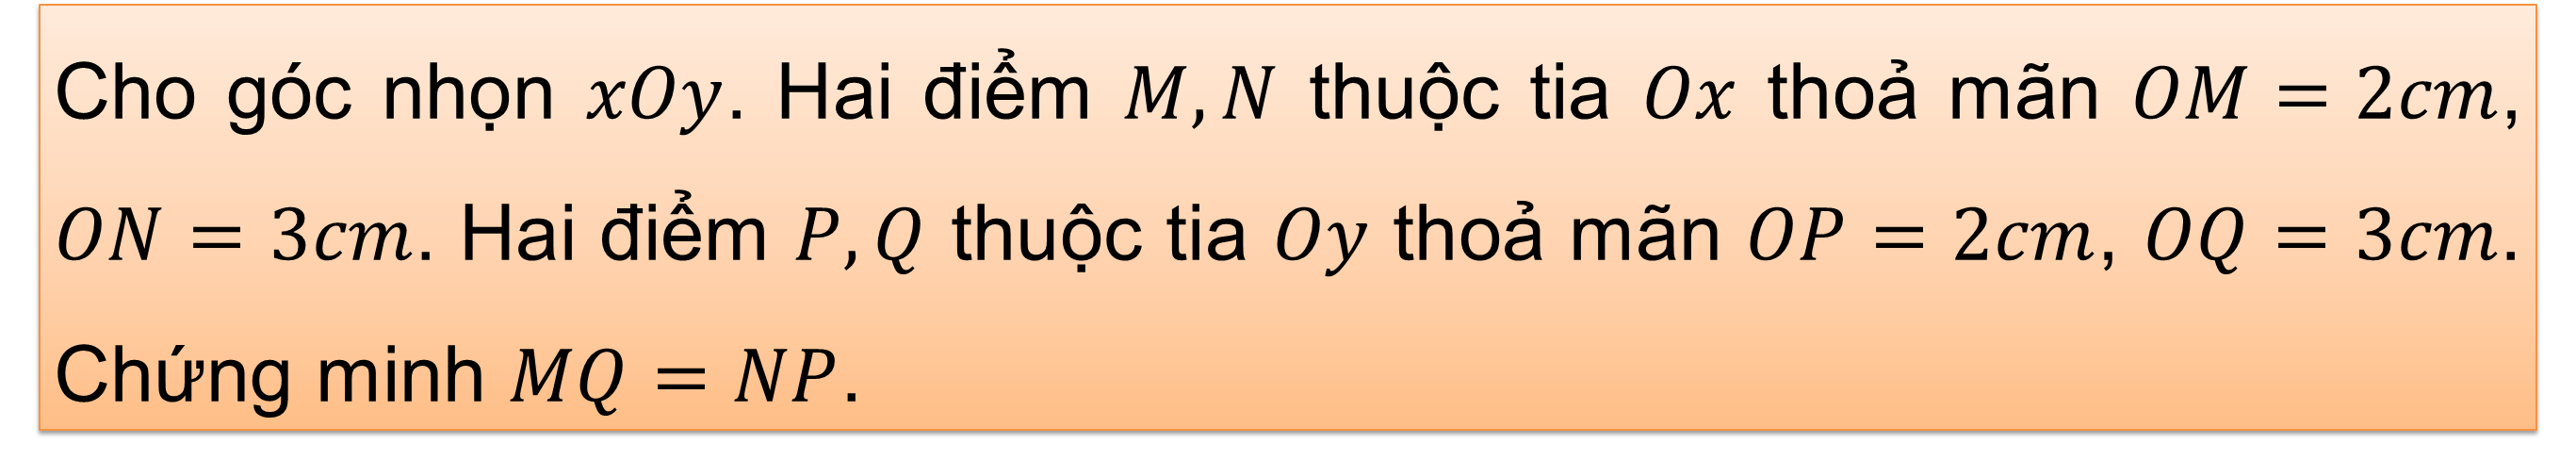 Cho góc nhọn xOy. Hai điểm M, N thuộc tia Ox thoả mãn OM = 2cm,
ON = 3cm. Hai điểm P, Q thuộc tia Oy thoả mãn OP = 2cm, OQ = 3cm.
Chứng minh MQ = NP.